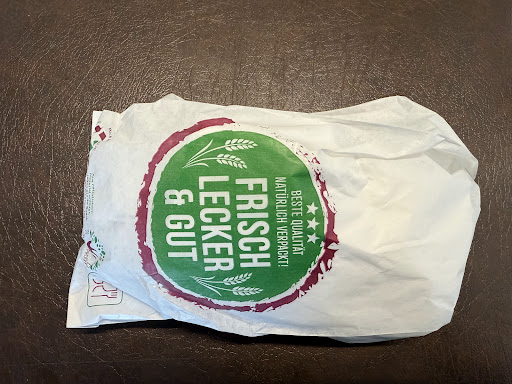 BESTE QUALITÄT
NATÜRLICH VERPACKT!
FRISCH
LECKER
& GUT